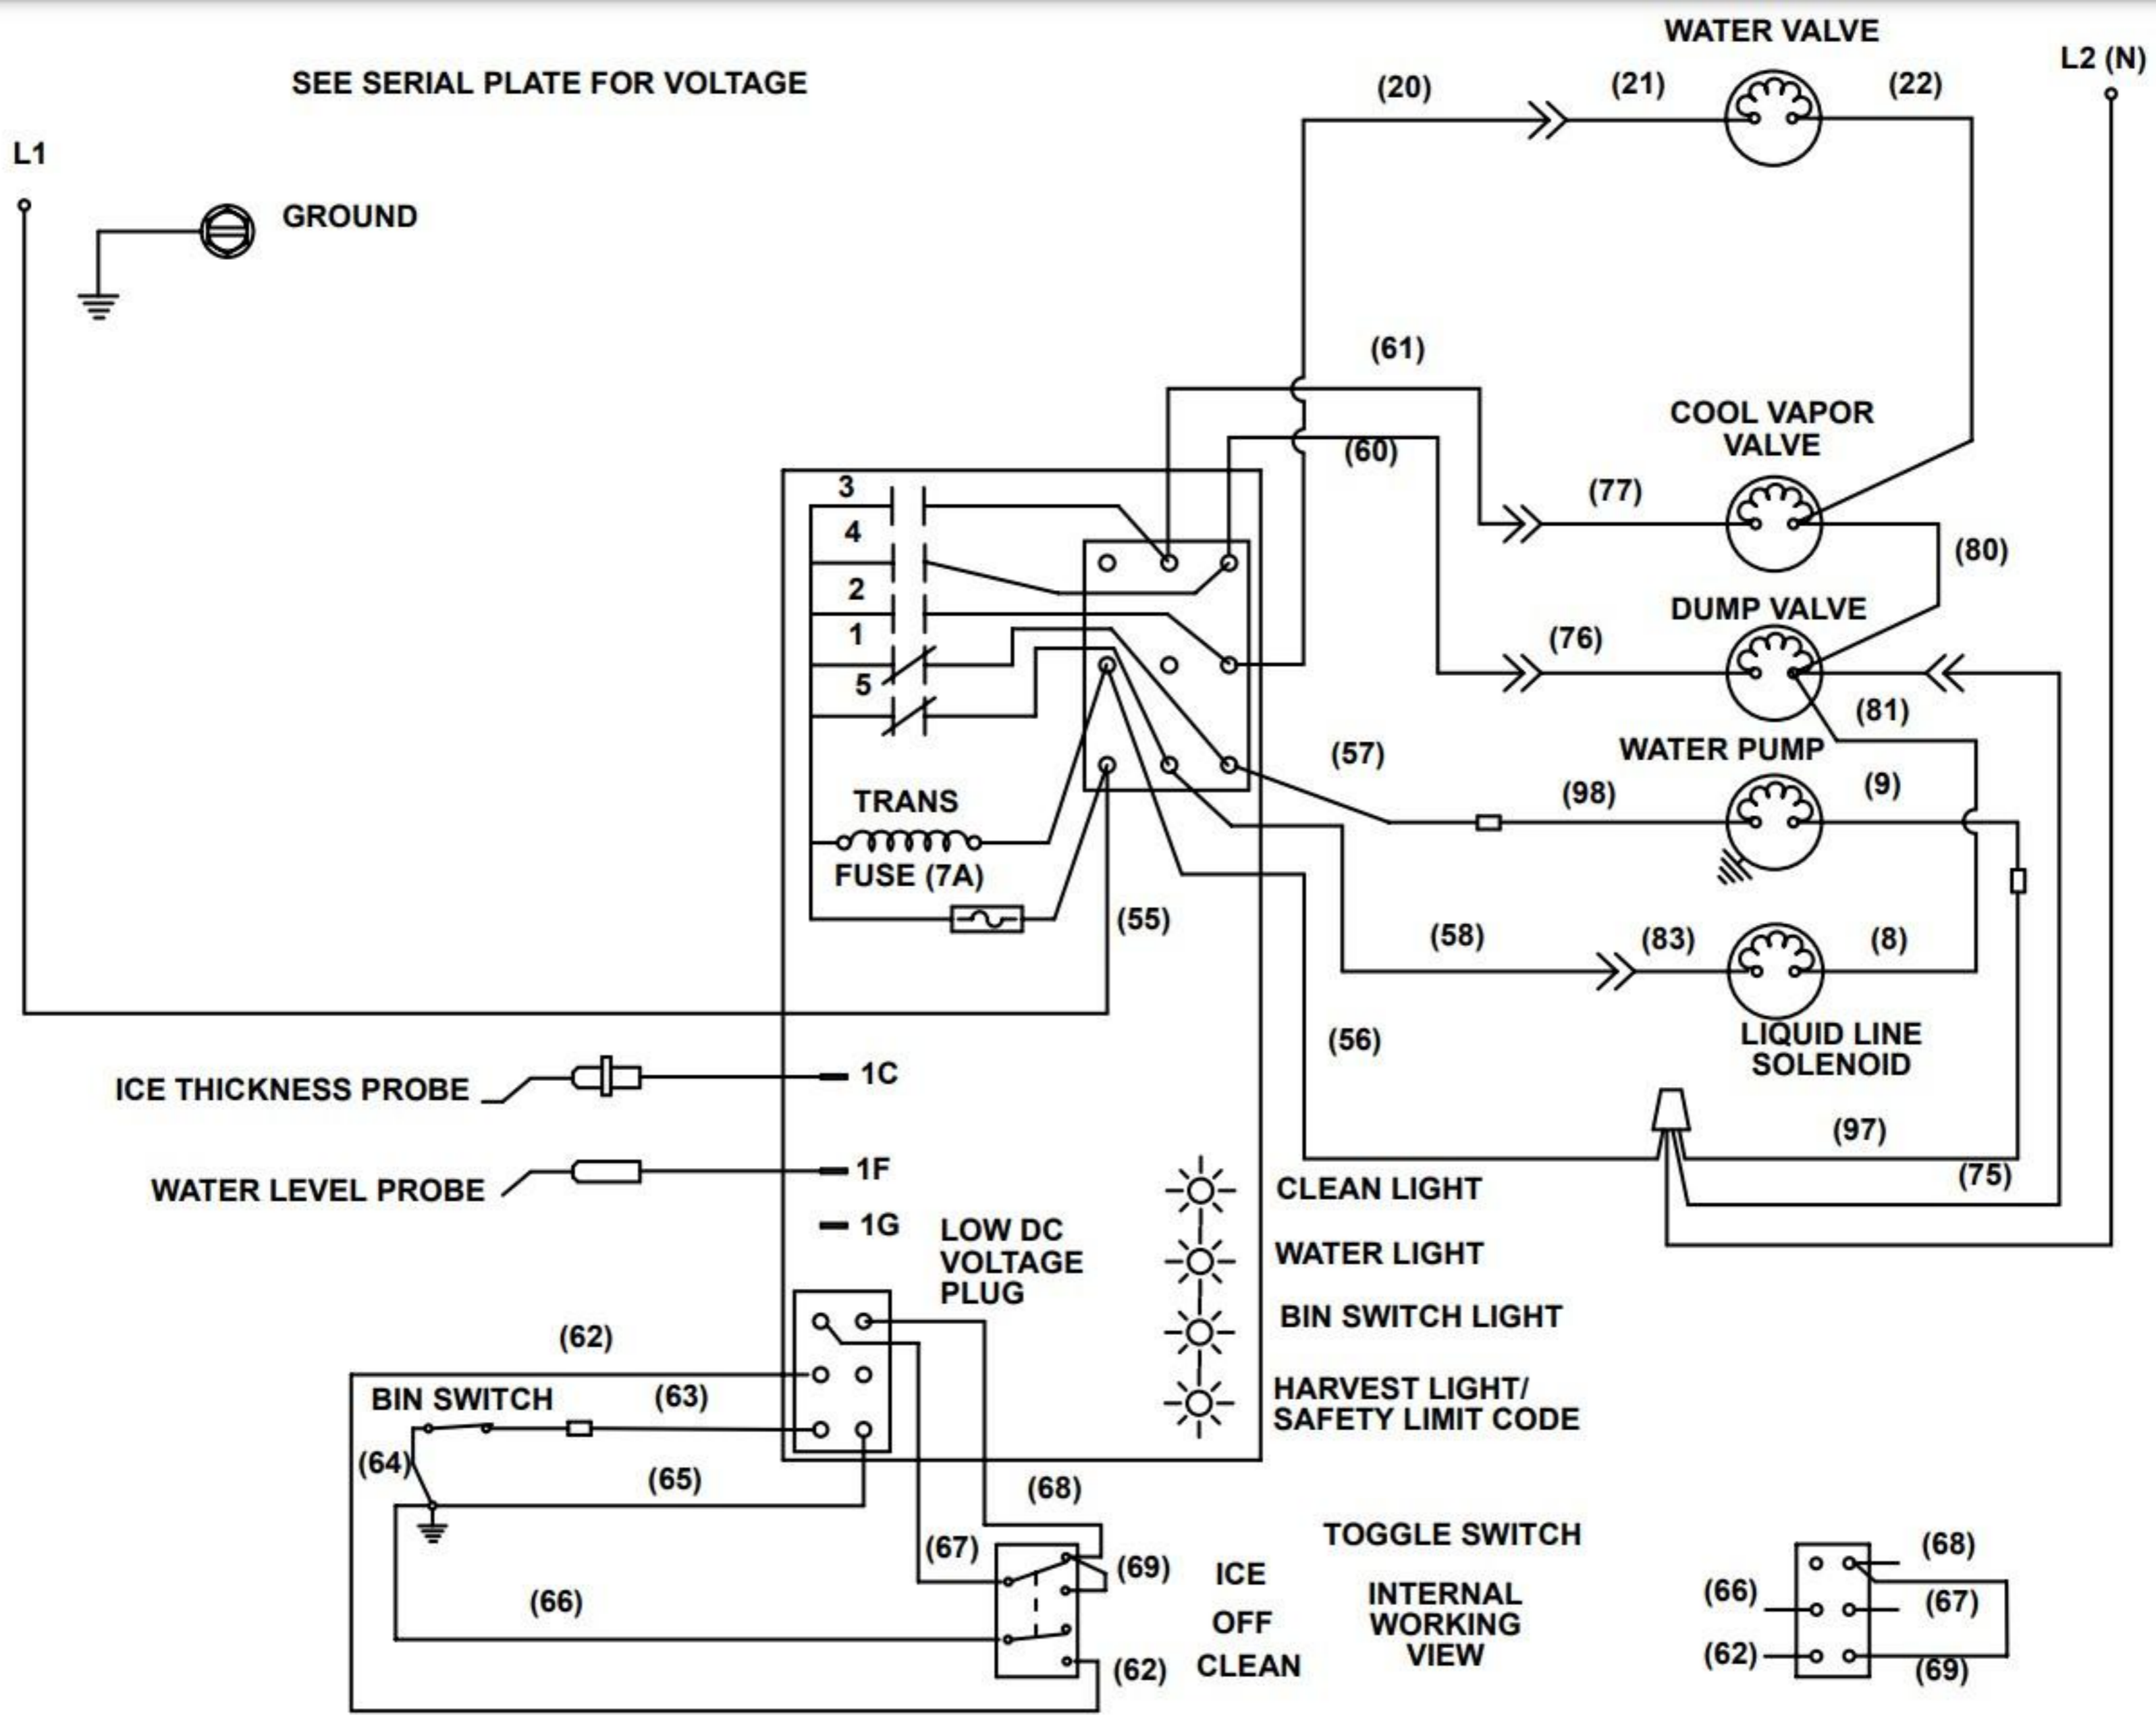 WATER VALVE
L2 (N)
SEE SERIAL PLATE FOR VOLTAGE
(20)
(21)
(22)
L1
GROUND
(61)
COOL VAPOR
VALVE
(60)
3
(77)
4
(80)
2
DUMP VALVE
1
(76)
5
(81)
WATER PUMP
(57)
(98)
(9)
TRANS
FUSE (7A)
(55)
(58)
(83)
(8)
LIQUID LINE
SOLENOID
(56)
ICE THICKNESS PROBE
1C
(97)
WATER LEVEL PROBE
1F
(75)
CLEAN LIGHT
1G
LOW DC
VOLTAGE
PLUG
WATER LIGHT
BIN SWITCH LIGHT
(62)
BIN SWITCH
(63)
HARVEST LIGHT/
SAFETY LIMIT CODE
(64)
(65)
(68)
(67)
(69)
ICE
OFF
CLEAN
(66)
(62)
TOGGLE SWITCH
INTERNAL
WORKING
VIEW
(68)
(66)
(67)
(62)
(69)